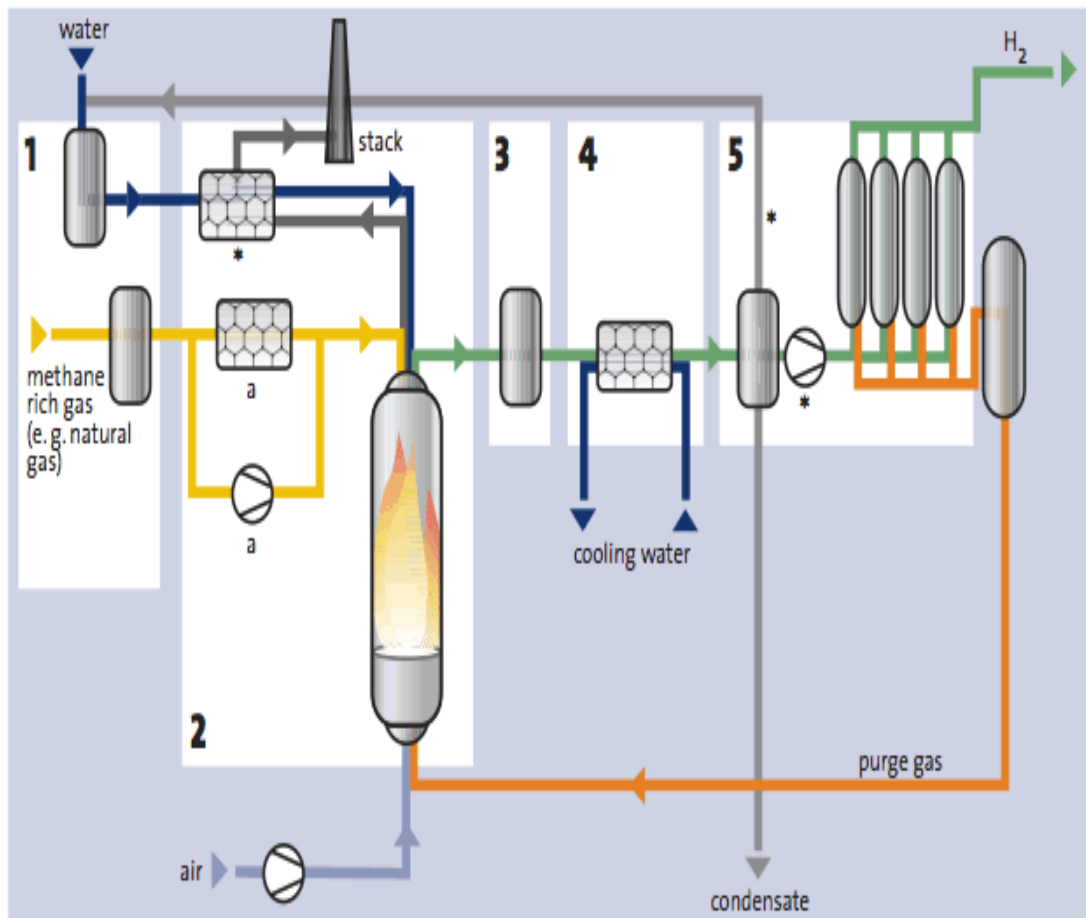 water
H2
1
stack
3
4
5
*
*
methane
rich gas
(e. g. natural
gas)
a
*
a
cooling water
2
purge gas
air
condensate